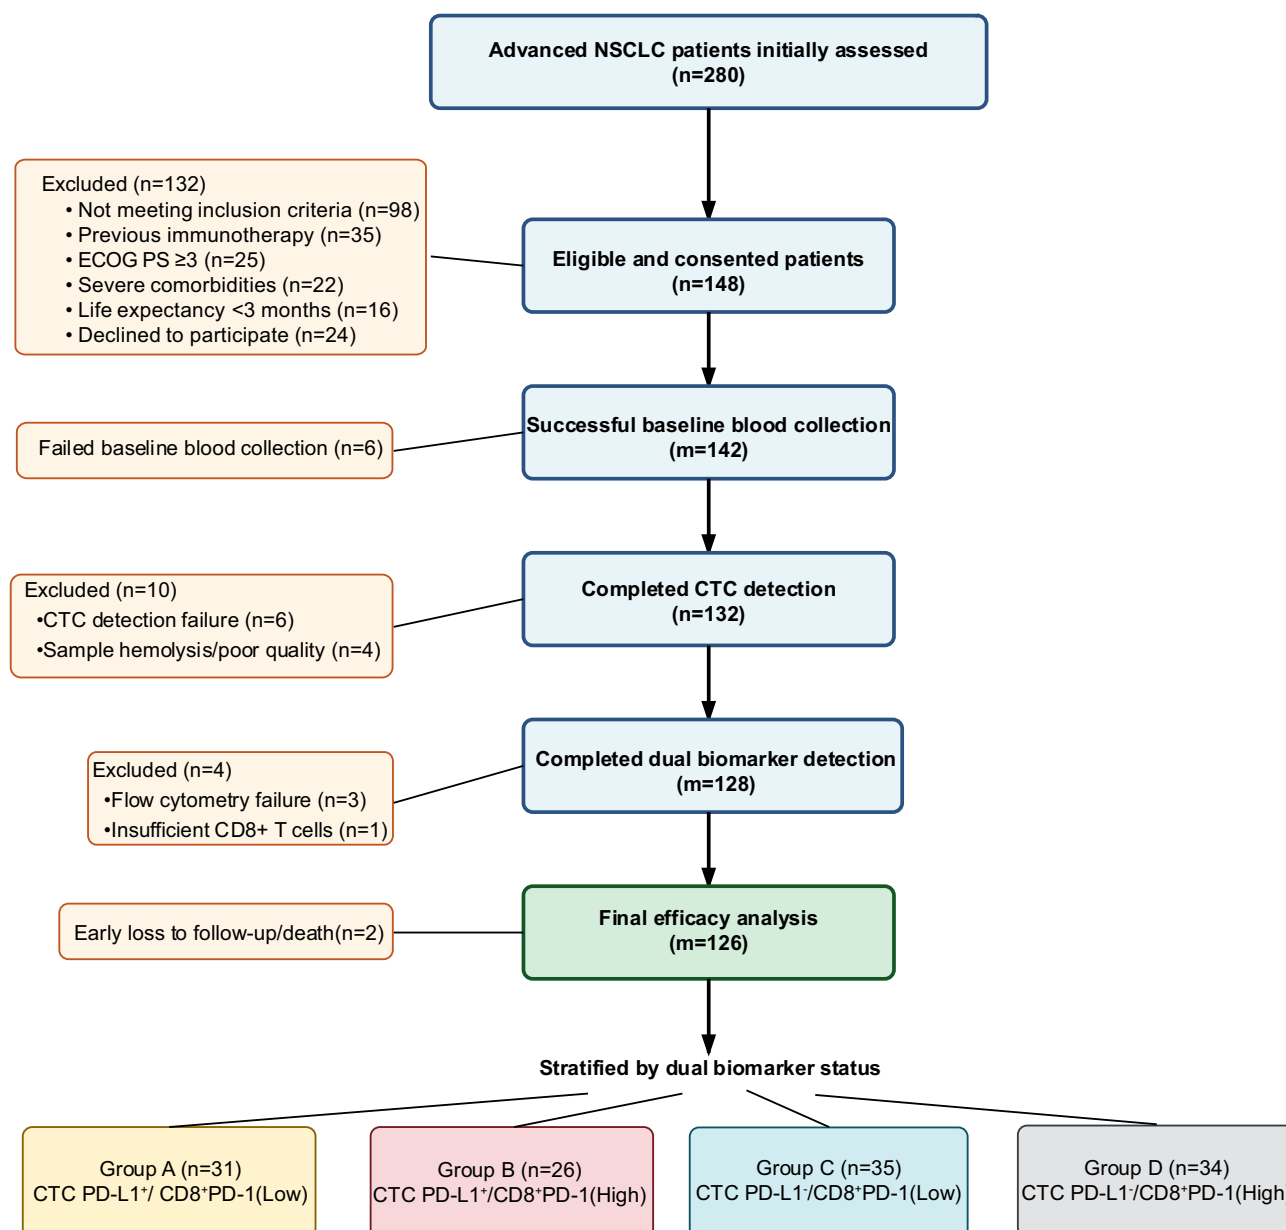 Advanced NSCLC patients initially assessed
(n=280)
Excluded (n=132)
• Not meeting inclusion criteria (n=98)
• Previous immunotherapy (n=35)
• ECOG PS ≥3 (n=25)
• Severe comorbidities (n=22)
• Life expectancy <3 months (n=16)
• Declined to participate (n=24)
Eligible and consented patients
(n=148)
Failed baseline blood collection (n=6)
Successful baseline blood collection
(m=142)
Excluded (n=10)
•CTC detection failure (n=6)
•Sample hemolysis/poor quality (n=4)
Completed CTC detection
(n=132)
Excluded (n=4)
•Flow cytometry failure (n=3)
•Insufficient CD8+ T cells (n=1)
Completed dual biomarker detection
(m=128)
Early loss to follow-up/death(n=2)
Final efficacy analysis
(m=126)
Stratified by dual biomarker status
Group A (n=31)
CTC PD-L1⁺/ CD8⁺PD-1(Low)
Group B (n=26)
CTC PD-L1⁺/CD8⁺PD-1(High)
Group C (n=35)
CTC PD-L1⁻/CD8⁺PD-1(Low)
Group D (n=34)
CTC PD-L1⁻/CD8⁺PD-1(High)